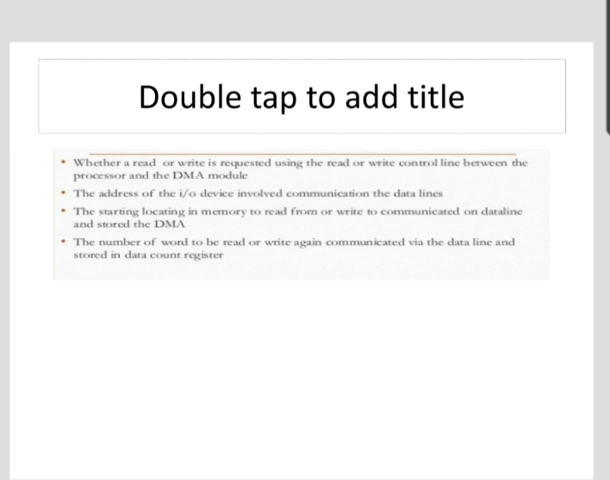 Double tap to add title
• Whether a read or write is requested using the read or write control line between the
processor and the DMA module
• The address of the i/o device involved communication the data lines
• The starting locating in memory to read from or write to communicated on dataline
and stored the DMA
• The number of word to be read or write again communicated via the data line and
stored in data count register